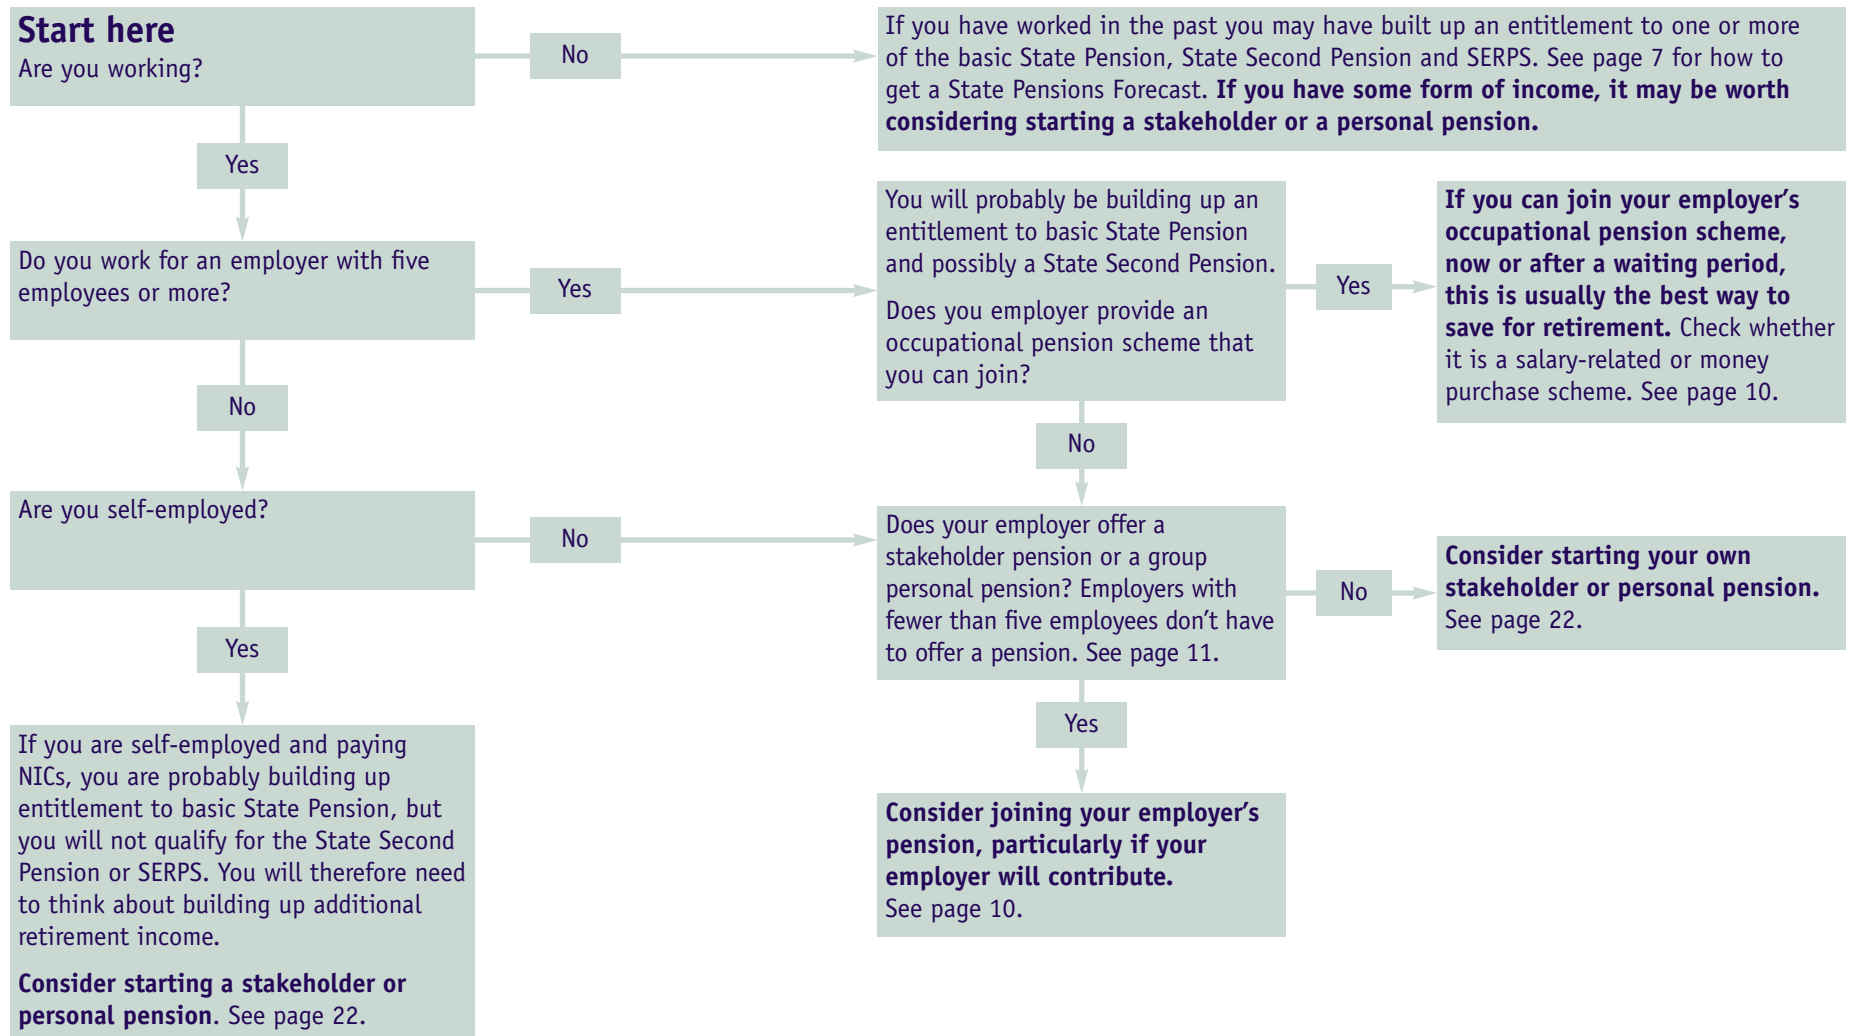 Start here
Are you working?
No
If you have worked in the past you may have built up an entitlement to one or more
of the basic State Pension, State Second Pension and SERPS. See page 7 for how to
get a State Pensions Forecast. If you have some form of income, it may be worth
considering starting a stakeholder or a personal pension.
Yes
Do you work for an employer with five
employees or more?
Yes
You will probably be building up an
entitlement to basic State Pension
and possibly a State Second Pension.
Does you employer provide an
occupational pension scheme that
you can join?
Yes
If you can join your employer's
occupational pension scheme,
now or after a waiting period,
this is usually the best way to
save for retirement. Check whether
it is a salary-related or money
purchase scheme. See page 10.
No
No
Are you self-employed?
No
Does your employer offer a
stakeholder pension or a group
personal pension? Employers with
fewer than five employees don't have
to offer a pension. See page 11.
No
Consider starting your own
stakeholder or personal pension.
See page 22.
Yes
Yes
If you are self-employed and paying
NICs, you are probably building up
entitlement to basic State Pension, but
you will not qualify for the State Second
Pension or SERPS. You will therefore need
to think about building up additional
retirement income.
Consider starting a stakeholder or
personal pension. See page 22.
Consider joining your employer's
pension, particularly if your
employer will contribute.
See page 10.